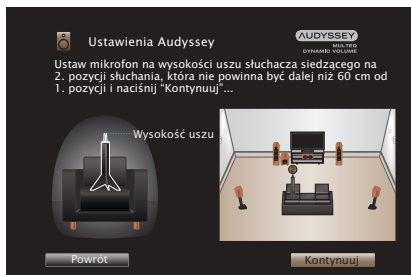 Ustawienia Audyssey
AUDYSSEY
MULTEQ
DYNAMIC VOLUME
Ustaw mikrofon na wysokości uszu słuchacza siedzącego na
2. pozycji słuchania, która nie powinna być dalej niż 60 cm od
1. pozycji i naciśnij “Kontynuuj”...
Wysokość uszu
Powrót
Kontynuuj